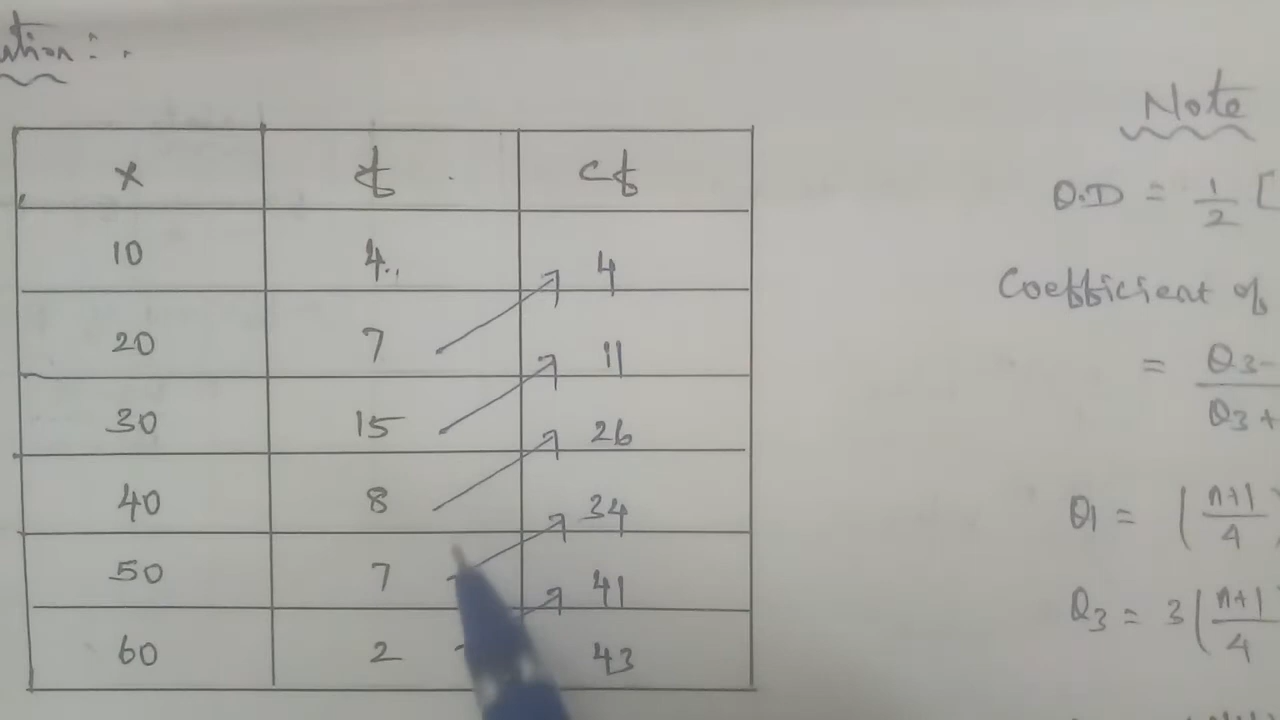 x f cf
10 4 4
20 7 11
30 15 26
40 8 34
50 7 41
60 2 43
Note
Q.D = 1/2 [
Coefficient of
= Q3 - / Q3 +
Q1 = (n+1/4)
Q3 = 3(n+1/4